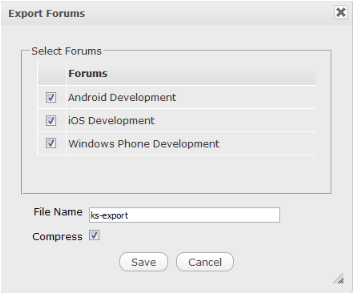 Export Forums
Select Forums
Forums
Android Development
iOS Development
Windows Phone Development
File Name ks-export
Compress
Save Cancel